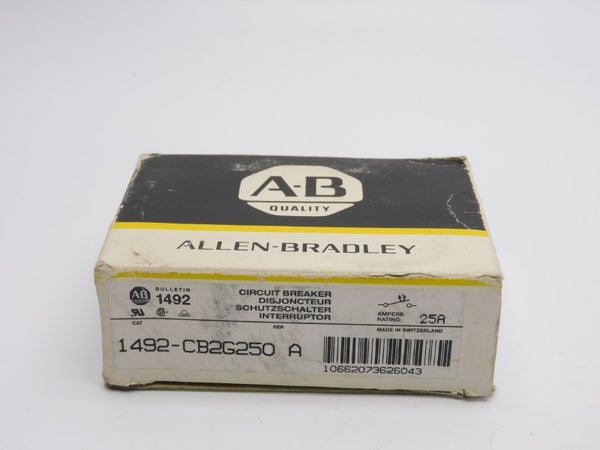 A-B
QUALITY
ALLEN-BRADLEY
AB
BULLETIN
1492
CIRCUIT BREAKER
DISJONCTEUR
SCHUTZSCHALTER
INTERRUPTOR
AMPERE
RATING: 25A
MADE IN SWITZERLAND
CAT SER
1492-CB2G250 A
10662073626043